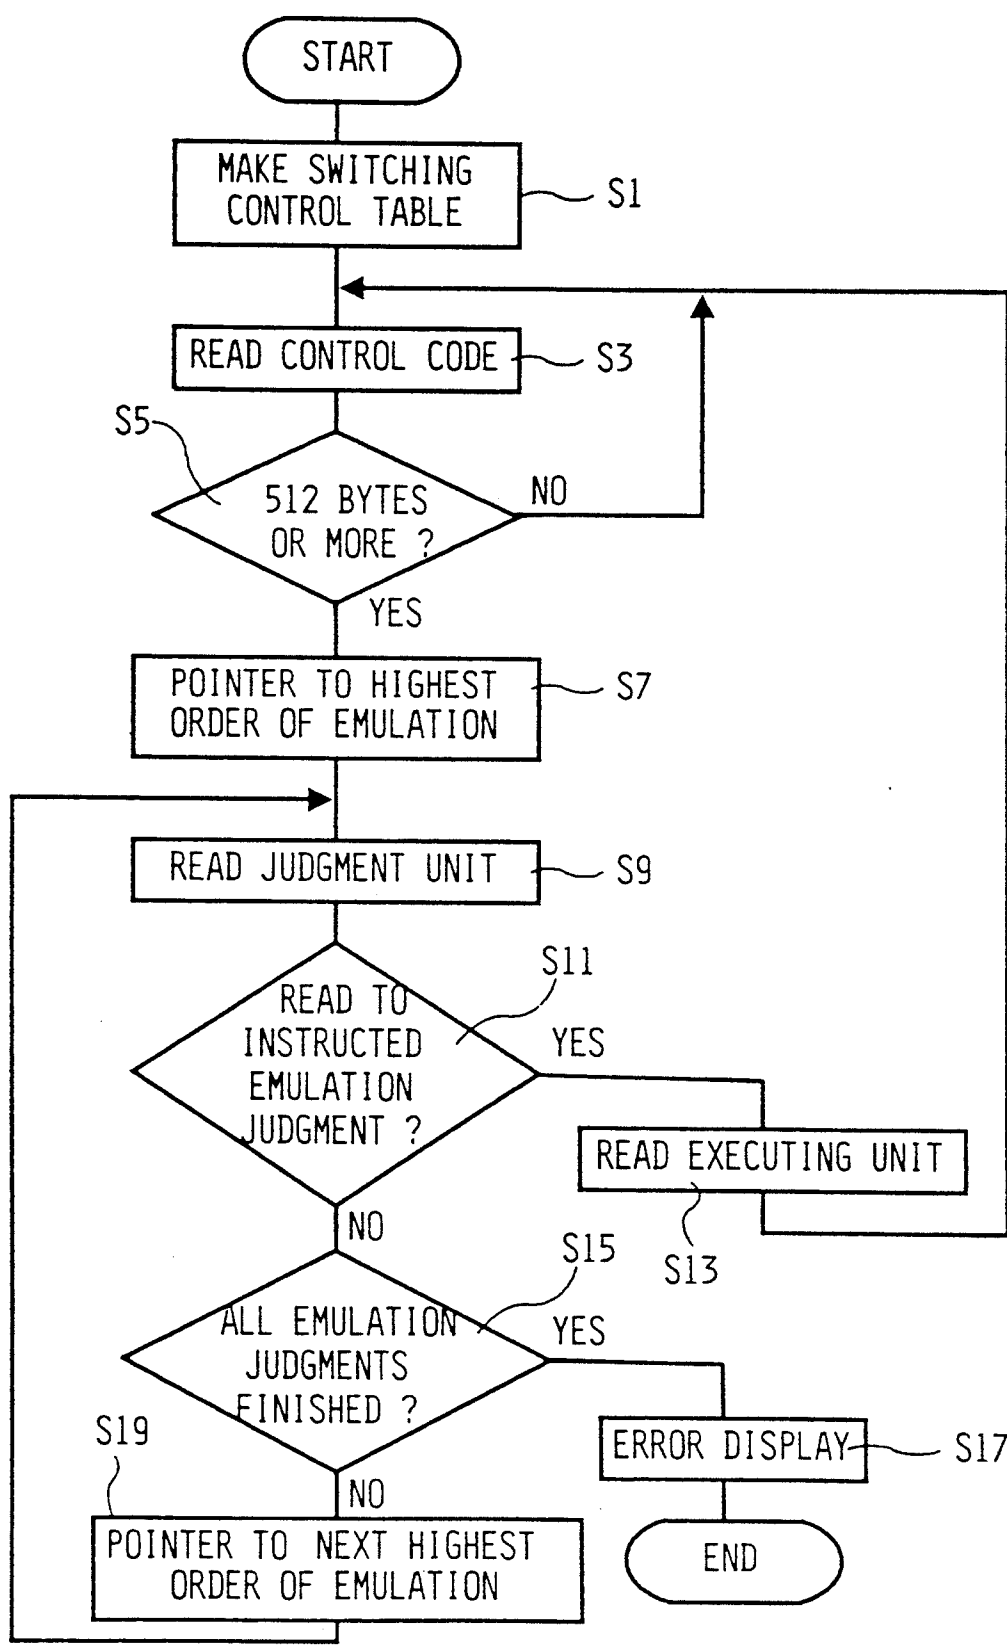 START
MAKE SWITCHING
CONTROL TABLE
S1
READ CONTROL CODE
S3
S5
512 BYTES
OR MORE ?
NO
YES
POINTER TO HIGHEST
ORDER OF EMULATION
S7
READ JUDGMENT UNIT
S9
S11
READ TO
INSTRUCTED
EMULATION
JUDGMENT ?
YES
READ EXECUTING UNIT
S13
NO
S15
ALL EMULATION
JUDGMENTS
FINISHED ?
YES
ERROR DISPLAY
S17
S19
NO
POINTER TO NEXT HIGHEST
ORDER OF EMULATION
END